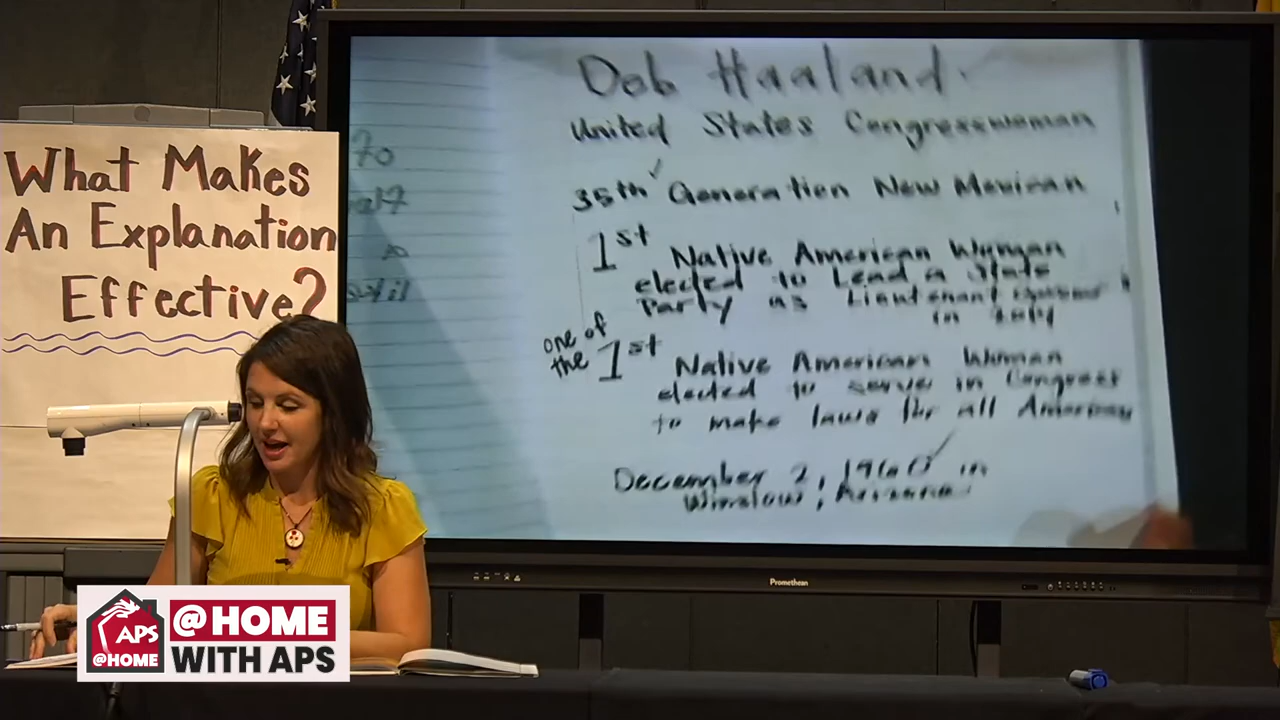 What Makes
An Explanation
Effective?
Deb Haaland
United States Congresswoman
35th Generation New Mexican
1st Native American Woman
elected to Lead a State
Party as Lieutenant
in
one of
the 1st Native American Woman
elected to serve in Congress
to make laws for all
December 2, 1960 in
Winslow, Arizona
Promethean
APS
@HOME
@HOME
WITH APS